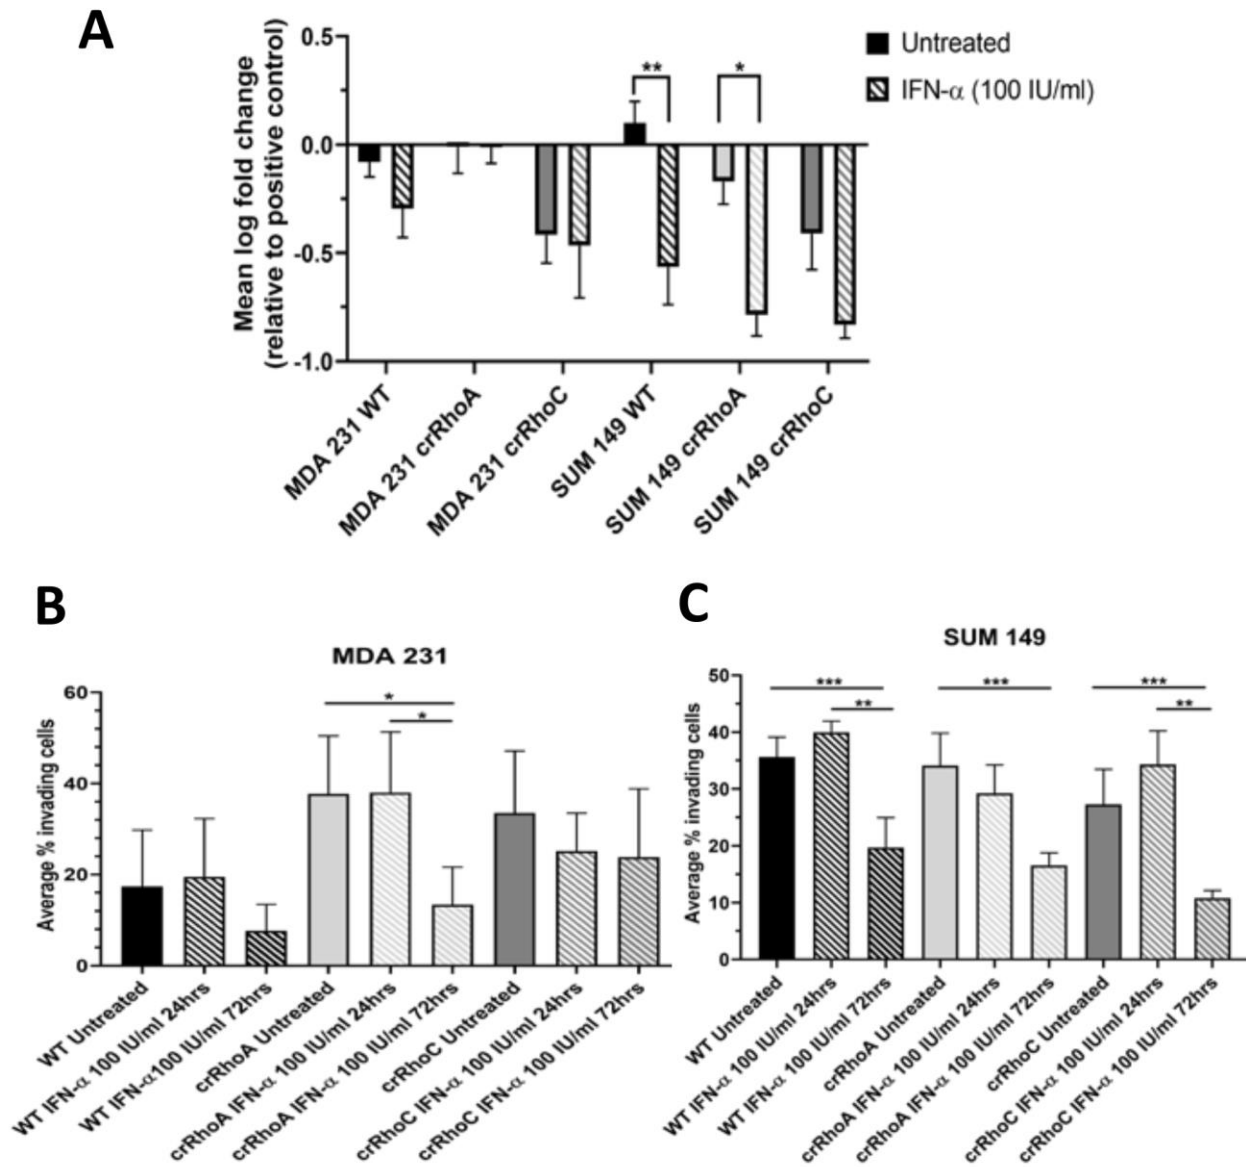 A
Mean log fold change
(relative to positive control)
0.5
0.0
-0.5
-1.0
**
*
Untreated
IFN-α (100 IU/ml)
MDA 231 WT
MDA 231 crRhoA
MDA 231 crRhoC
SUM 149 WT
SUM 149 crRhoA
SUM 149 crRhoC
B
MDA 231
Average % invading cells
60
40
20
0
*
*
WT Untreated
WT IFN-α 100 IU/ml 24hrs
WT IFN-α100 IU/ml 72hrs
crRhoA Untreated
crRhoA IFN-α 100 IU/ml 24hrs
crRhoA IFN-α 100 IU/ml 72hrs
crRhoC Untreated
crRhoC IFN-α 100 IU/ml 24hrs
crRhoC IFN-α 100 IU/ml 72hrs
C
SUM 149
Average % invading cells
50
40
30
20
10
0
***
**
***
***
**
WT Untreated
WT IFN-α 100 IU/ml 24hrs
WT IFN-α100 IU/ml 72hrs
crRhoA Untreated
crRhoA IFN-α 100 IU/ml 24hrs
crRhoA IFN-α 100 IU/ml 72hrs
crRhoC Untreated
crRhoC IFN-α 100 IU/ml 24hrs
crRhoC IFN-α 100 IU/ml 72hrs